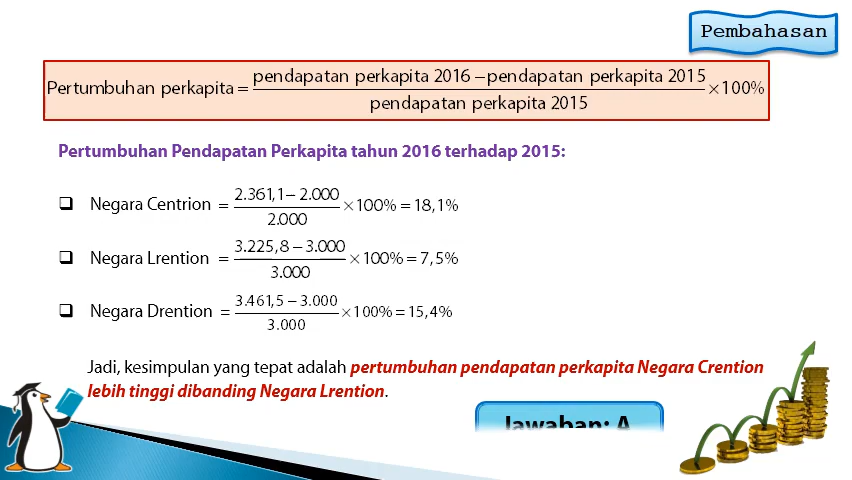 Pembahasan
Pertumbuhan perkapita = pendapatan perkapita 2016 − pendapatan perkapita 2015 / pendapatan perkapita 2015 × 100%
Pertumbuhan Pendapatan Perkapita tahun 2016 terhadap 2015:
❑ Negara Centrion = 2.361,1 − 2.000 / 2.000 × 100% = 18,1%
❑ Negara Lrention = 3.225,8 − 3.000 / 3.000 × 100% = 7,5%
❑ Negara Drention = 3.461,5 − 3.000 / 3.000 × 100% = 15,4%
Jadi, kesimpulan yang tepat adalah pertumbuhan pendapatan perkapita Negara Crention
lebih tinggi dibanding Negara Lrention.
Jawaban: A